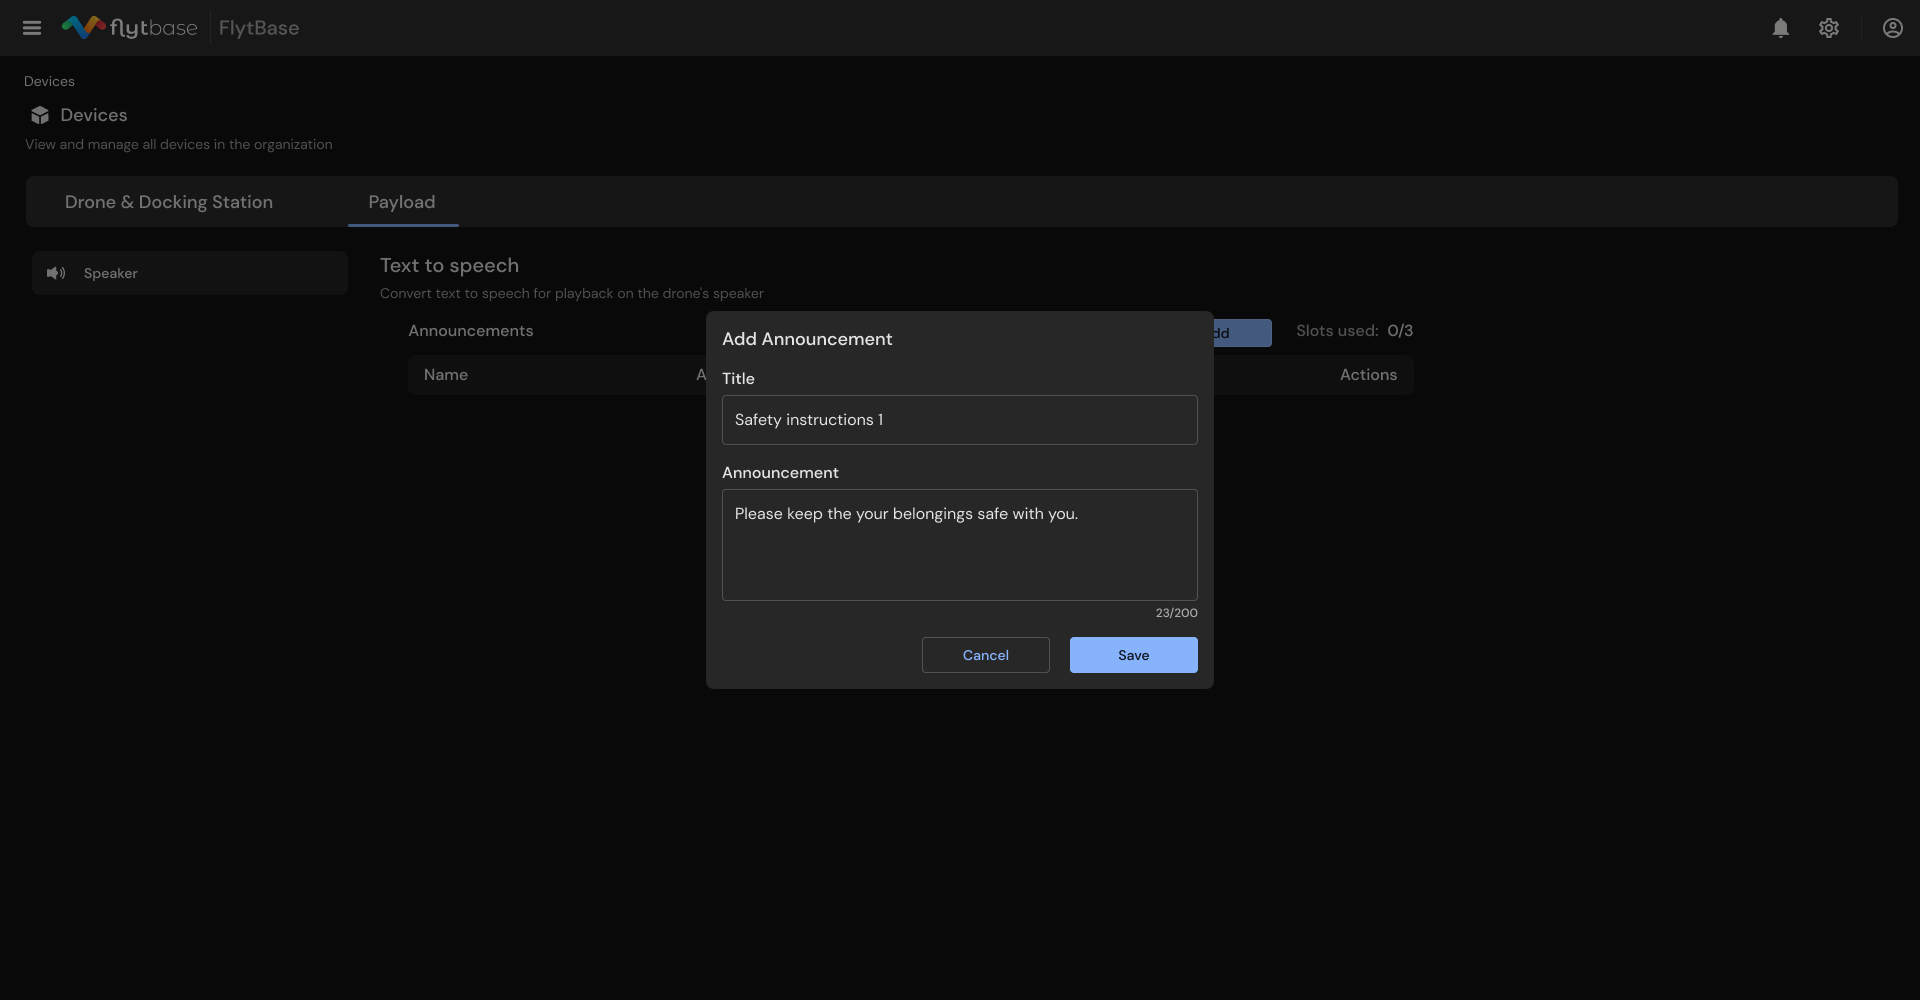 flytbase FlytBase
Devices
Devices
View and manage all devices in the organization
Drone & Docking Station Payload
Speaker
Text to speech
Convert text to speech for playback on the drone's speaker
Announcements
Slots used: 0/3
Name
Actions
Add Announcement
Title
Safety instructions 1
Announcement
Please keep the your belongings safe with you.
23/200
Cancel Save